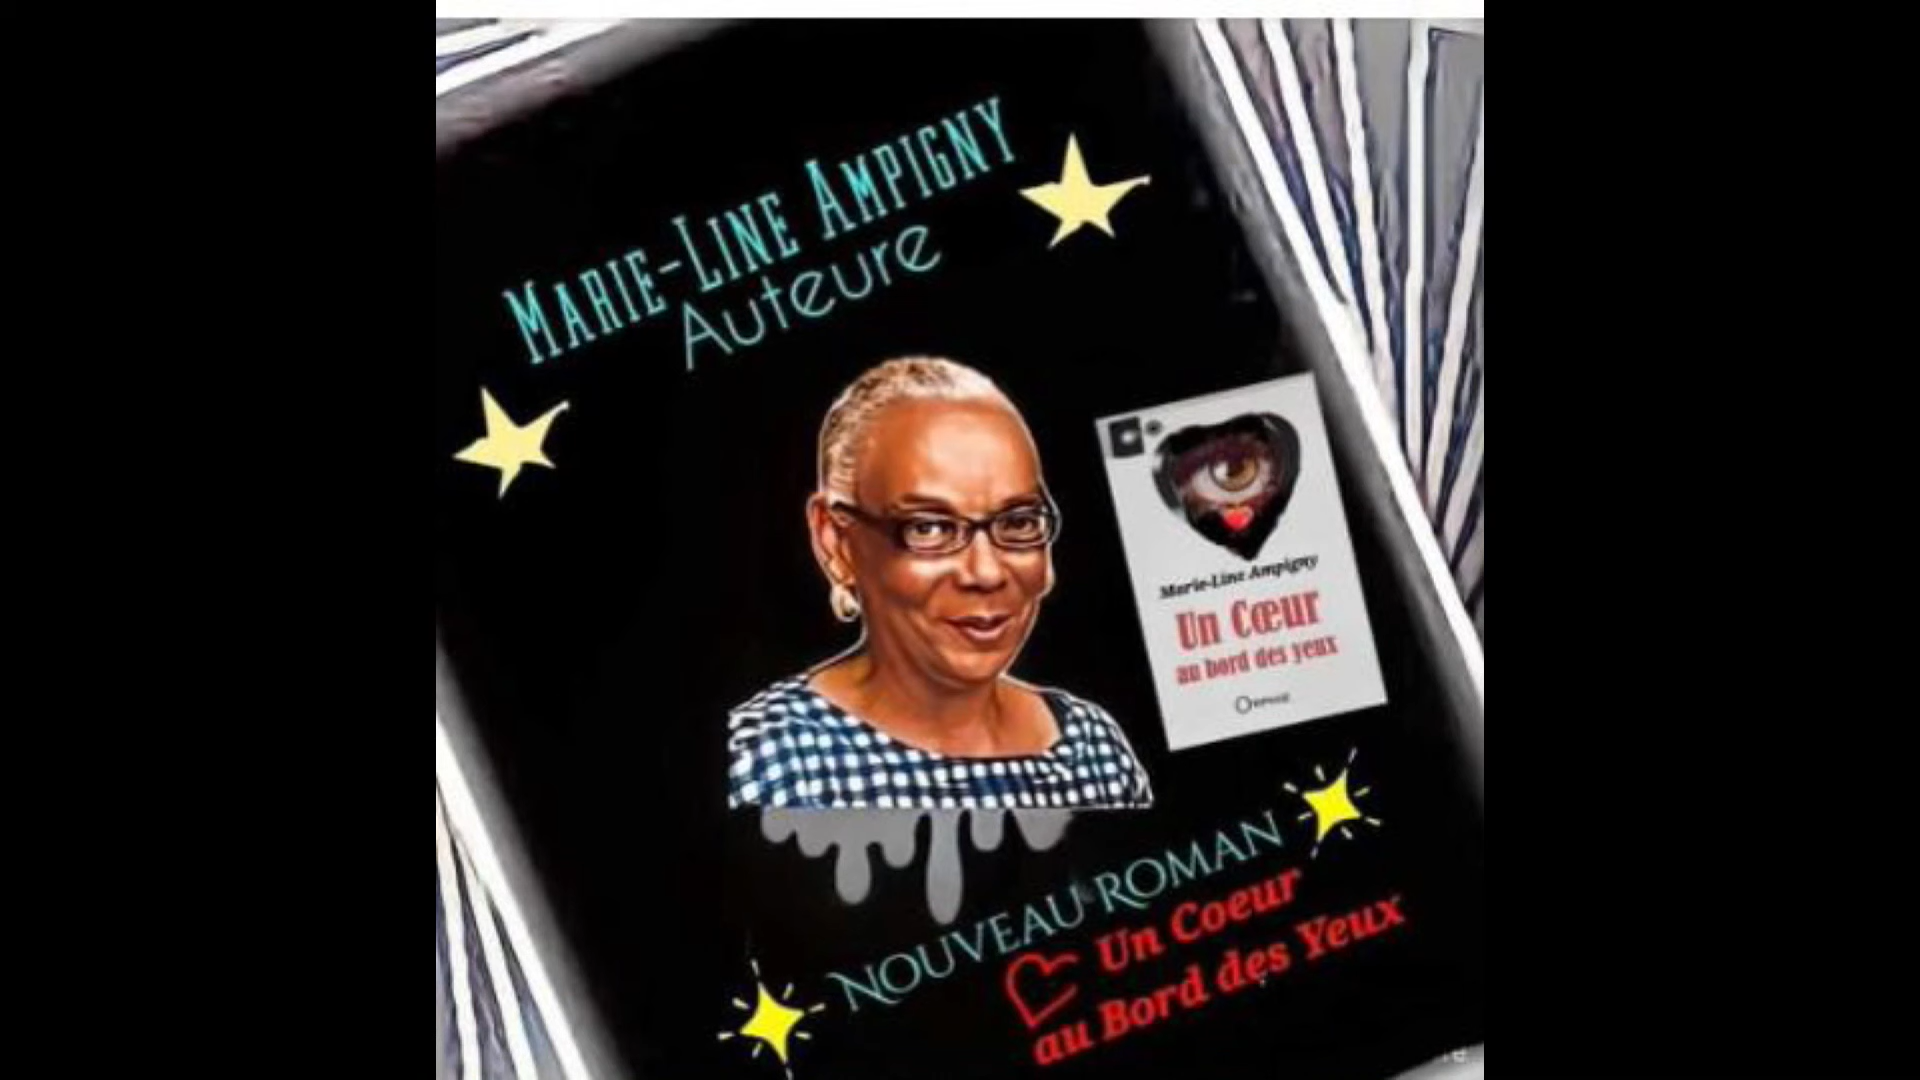 MARIE-LINE AMPIGNY
Auteure
Marie-Line Ampigny
Un Cœur
au bord des yeux
NOUVEAU ROMAN
Un Coeur
au Bord des Yeux